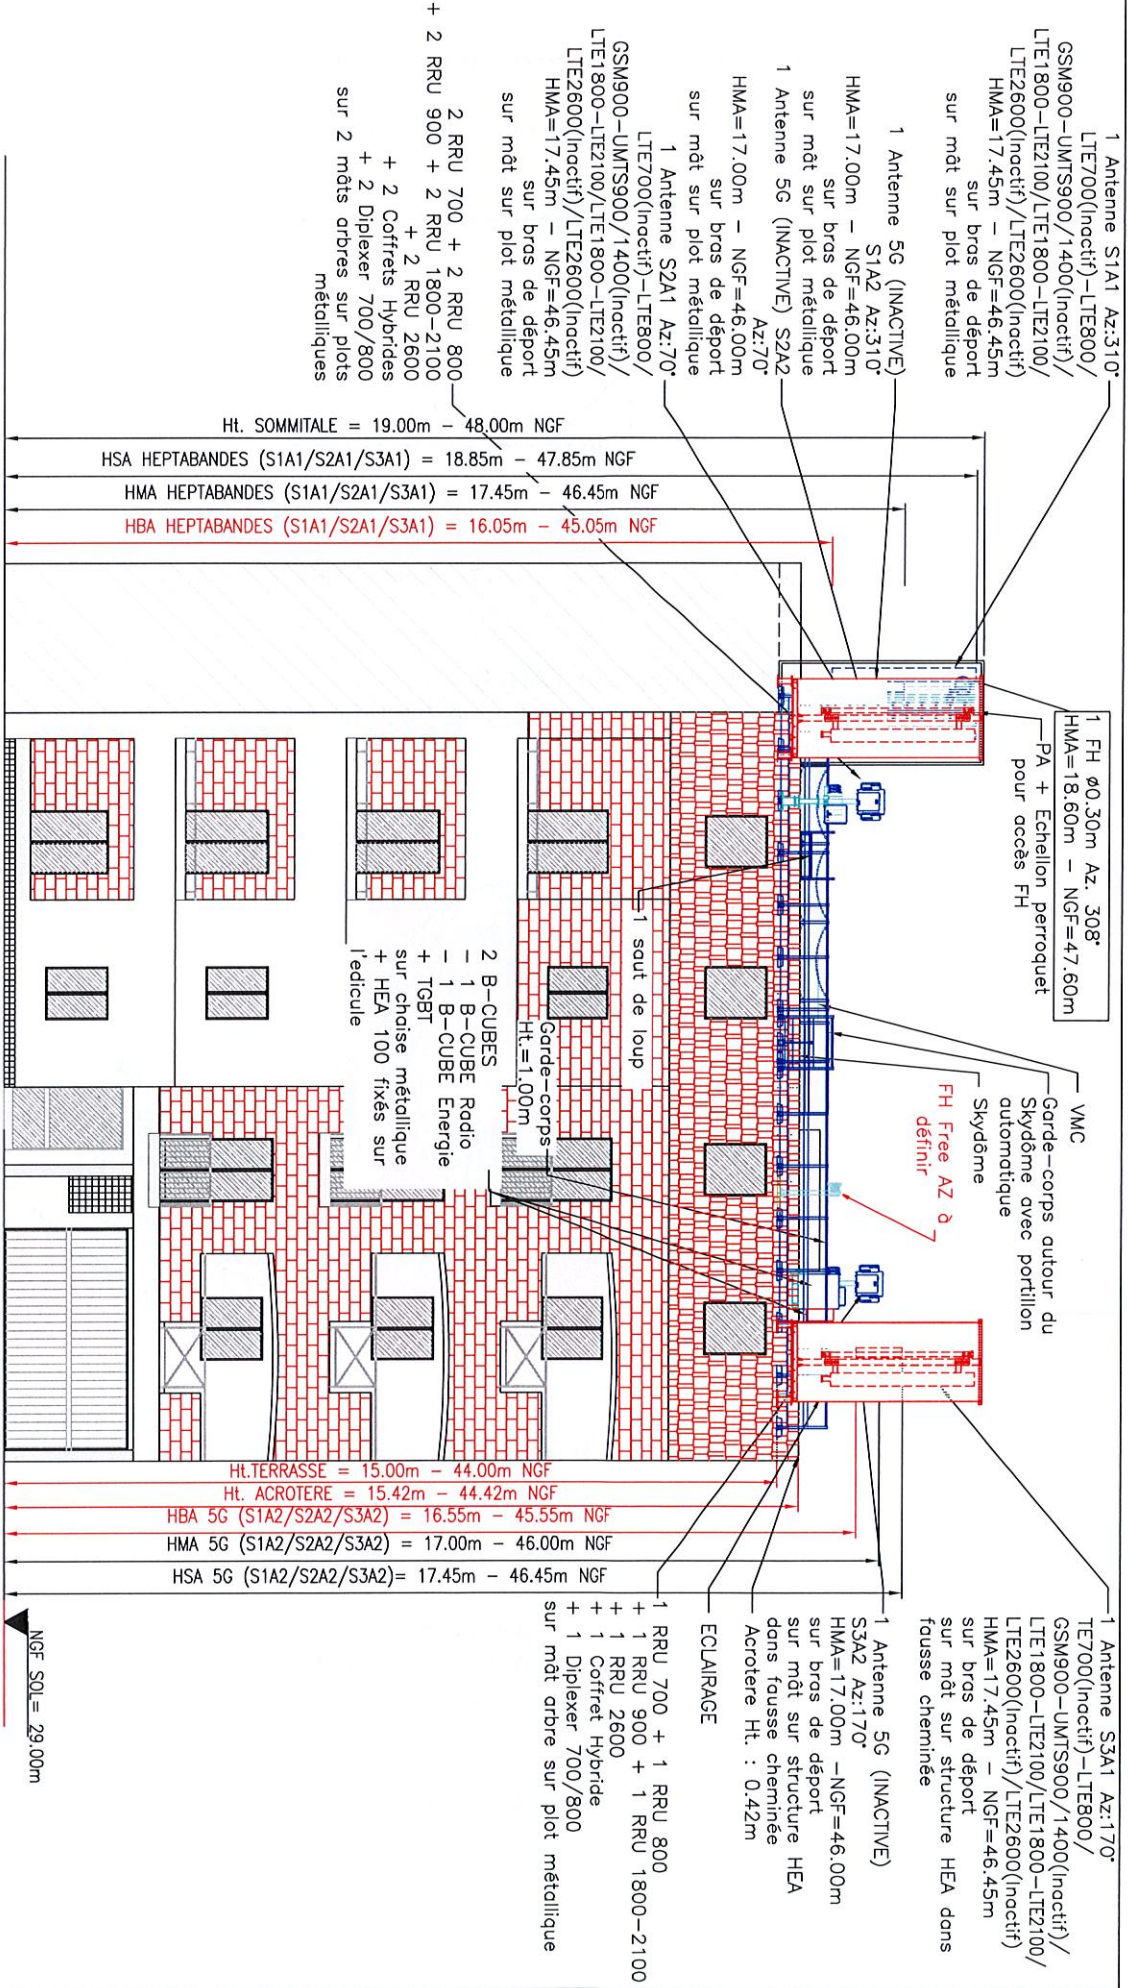 1 Antenne S1A1 Az:310°
LTE700(Inactif)-LTE800/
GSM900-UMTS900/1400(Inactif)/
LTE1800-LTE2100/LTE1800-LTE2100/
LTE2600(Inactif)/LTE2600(Inactif)
HMA=17.45m - NGF=46.45m
sur bras de départ
sur mât sur plot métallique
1 Antenne 5G (INACTIVE)
S1A2 Az:310°
HMA=17.00m - NGF=46.00m
sur bras de départ
sur mât sur plot métallique
1 Antenne 5G (INACTIVE) S2A2
Az:70°
HMA=17.00m - NGF=46.00m
sur bras de départ
sur mât sur plot métallique
1 Antenne S2A1 Az:70°
LTE700(Inactif)-LTE800/
GSM900-UMTS900/1400(Inactif)/
LTE1800-LTE2100/LTE1800-LTE2100/
LTE2600(Inactif)/LTE2600(Inactif)
HMA=17.45m - NGF=46.45m
sur bras de départ
sur mât sur plot métallique
2 RRU 700 + 2 RRU 800
+ 2 RRU 900 + 2 RRU 1800-2100
+ 2 RRU 2600
+ 2 Coffrets Hybrides
+ 2 Diplexer 700/800
sur 2 mâts arbres sur plots
métalliques
Ht. SOMMITALE = 19.00m - 48.00m NGF
HSA HEPTABANDES (S1A1/S2A1/S3A1) = 18.85m - 47.85m NGF
HMA HEPTABANDES (S1A1/S2A1/S3A1) = 17.45m - 46.45m NGF
HBA HEPTABANDES (S1A1/S2A1/S3A1) = 16.05m - 45.05m NGF
1 FH ø0.30m Az. 308°
HMA=18.60m - NGF=47.60m
PA + Echellon perroquet
pour accès FH
VMC
Garde-corps autour du
Skydôme avec portillon
automatique
Skydôme
FH Free AZ à
définir
1 saut de loup
Garde-corps
Ht.=1.00m
2 B-CUBES
- 1 B-CUBE Radio
- 1 B-CUBE Energie
+ TGBT
sur chaise métallique
+ HEA 100 fixés sur
l'edicule
1 Antenne S3A1 Az:170°
TE700(Inactif)-LTE800/
GSM900-UMTS900/1400(Inactif)/
LTE1800-LTE2100/LTE1800-LTE2100/
LTE2600(Inactif)/LTE2600(Inactif)
HMA=17.45m - NGF=46.45m
sur bras de départ
sur mât sur structure HEA dans
fausse cheminée
1 Antenne 5G (INACTIVE)
S3A2 Az:170°
HMA=17.00m -NGF=46.00m
sur bras de départ
sur mât sur structure HEA
dans fausse cheminée
Acrotere Ht. : 0.42m
ECLAIRAGE
1 RRU 700 + 1 RRU 800
+ 1 RRU 900 + 1 RRU 1800-2100
+ 1 RRU 2600
+ 1 Coffret Hybride
+ 1 Diplexer 700/800
sur mât arbre sur plot métallique
Ht.TERRASSE = 15.00m - 44.00m NGF
Ht. ACROTERE = 15.42m - 44.42m NGF
HBA 5G (S1A2/S2A2/S3A2) = 16.55m - 45.55m NGF
HMA 5G (S1A2/S2A2/S3A2) = 17.00m - 46.00m NGF
HSA 5G (S1A2/S2A2/S3A2)= 17.45m - 46.45m NGF
NGF SOL= 29.00m